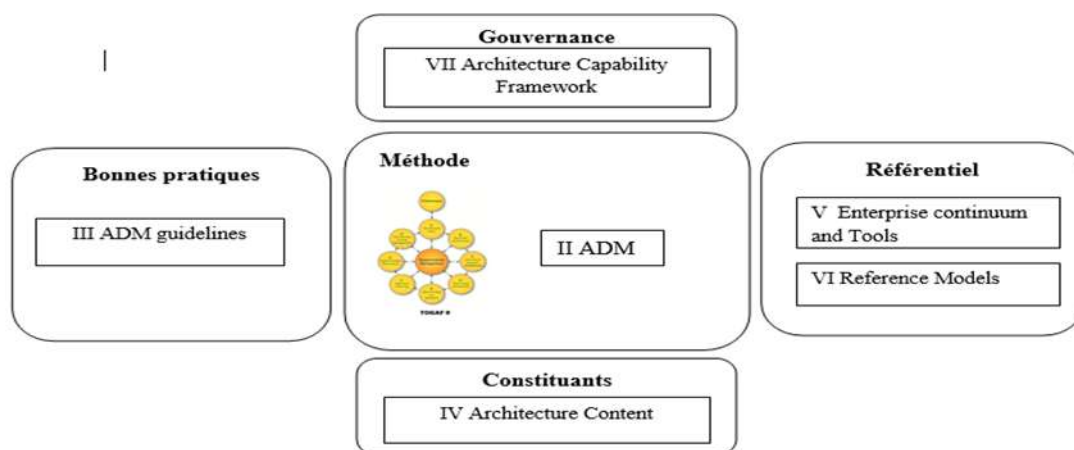 Gouvernance
VII Architecture Capability
Framework
Bonnes pratiques
III ADM guidelines
Méthode
TOGAF 9
II ADM
Référentiel
V Enterprise continuum
and Tools
VI Reference Models
Constituants
IV Architecture Content